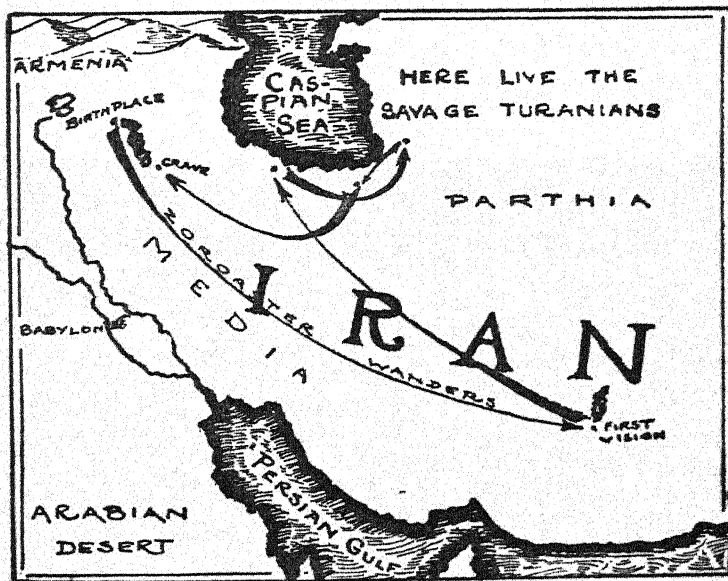 ARMENIA
CAS-
PIAN
SEA
HERE LIVE THE
SAVAGE TURANIANS
BIRTHPLACE
GRAVE
PARTHIA
ZOROASTER WANDERS
MEDIA
IRAN
BABYLON
FIRST
VISION
PERSIAN GULF
ARABIAN
DESERT